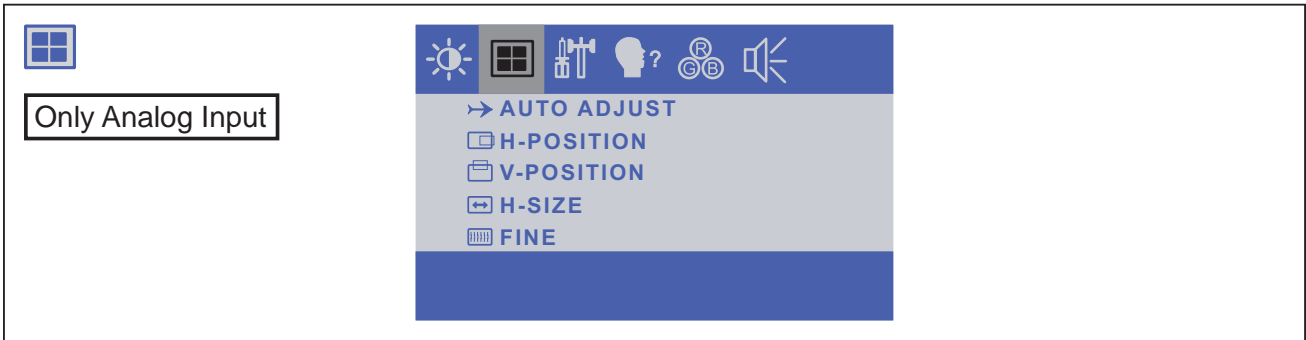 Only Analog Input
?
R
G B
AUTO ADJUST
H-POSITION
V-POSITION
H-SIZE
FINE